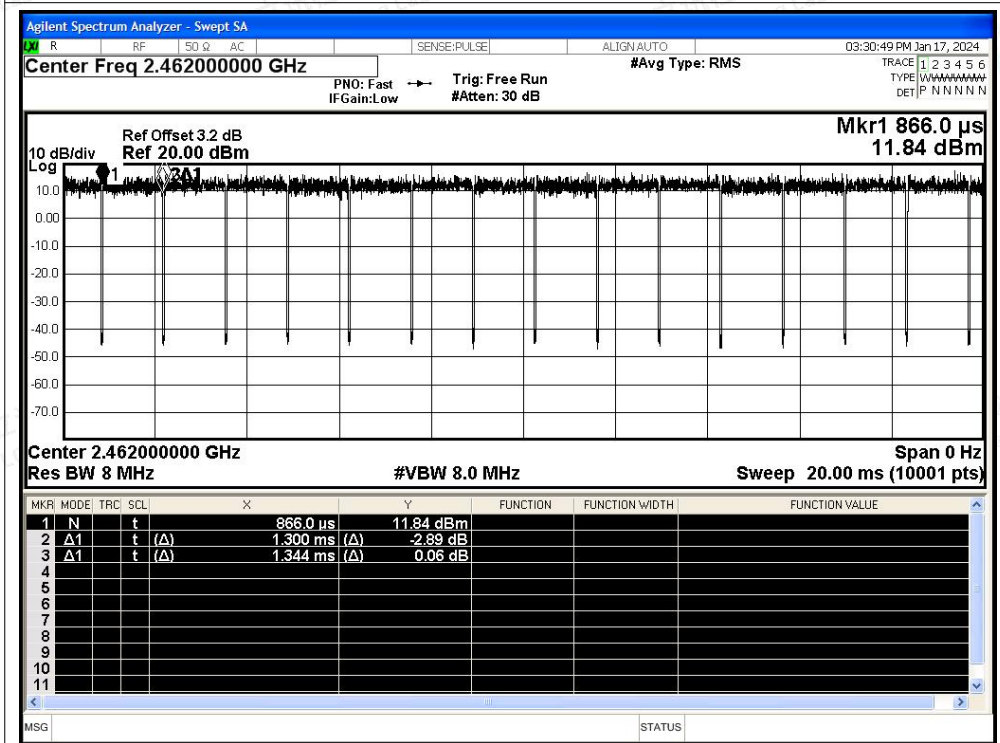 Agilent Spectrum Analyzer - Swept SA
LXI R RF 50 Ω AC SENSE:PULSE ALIGN AUTO 03:30:49 PM Jan 17, 2024
Center Freq 2.462000000 GHz #Avg Type: RMS TRACE 1 2 3 4 5 6
PNO: Fast Trig: Free Run TYPE WWWWWW
IFGain:Low #Atten: 30 dB DET P N N N N N
Mkr1 866.0 µs
Ref Offset 3.2 dB
10 dB/div Ref 20.00 dBm 11.84 dBm
Log
1 3Δ1
10.0
0.00
-10.0
-20.0
-30.0
-40.0
-50.0
-60.0
-70.0
Center 2.462000000 GHz Span 0 Hz
Res BW 8 MHz #VBW 8.0 MHz Sweep 20.00 ms (10001 pts)
MKR MODE TRC SCL X Y FUNCTION FUNCTION WIDTH FUNCTION VALUE
1 N t 866.0 µs 11.84 dBm
2 Δ1 t (Δ) 1.300 ms (Δ) -2.89 dB
3 Δ1 t (Δ) 1.344 ms (Δ) 0.06 dB
4
5
6
7
8
9
10
11
MSG STATUS